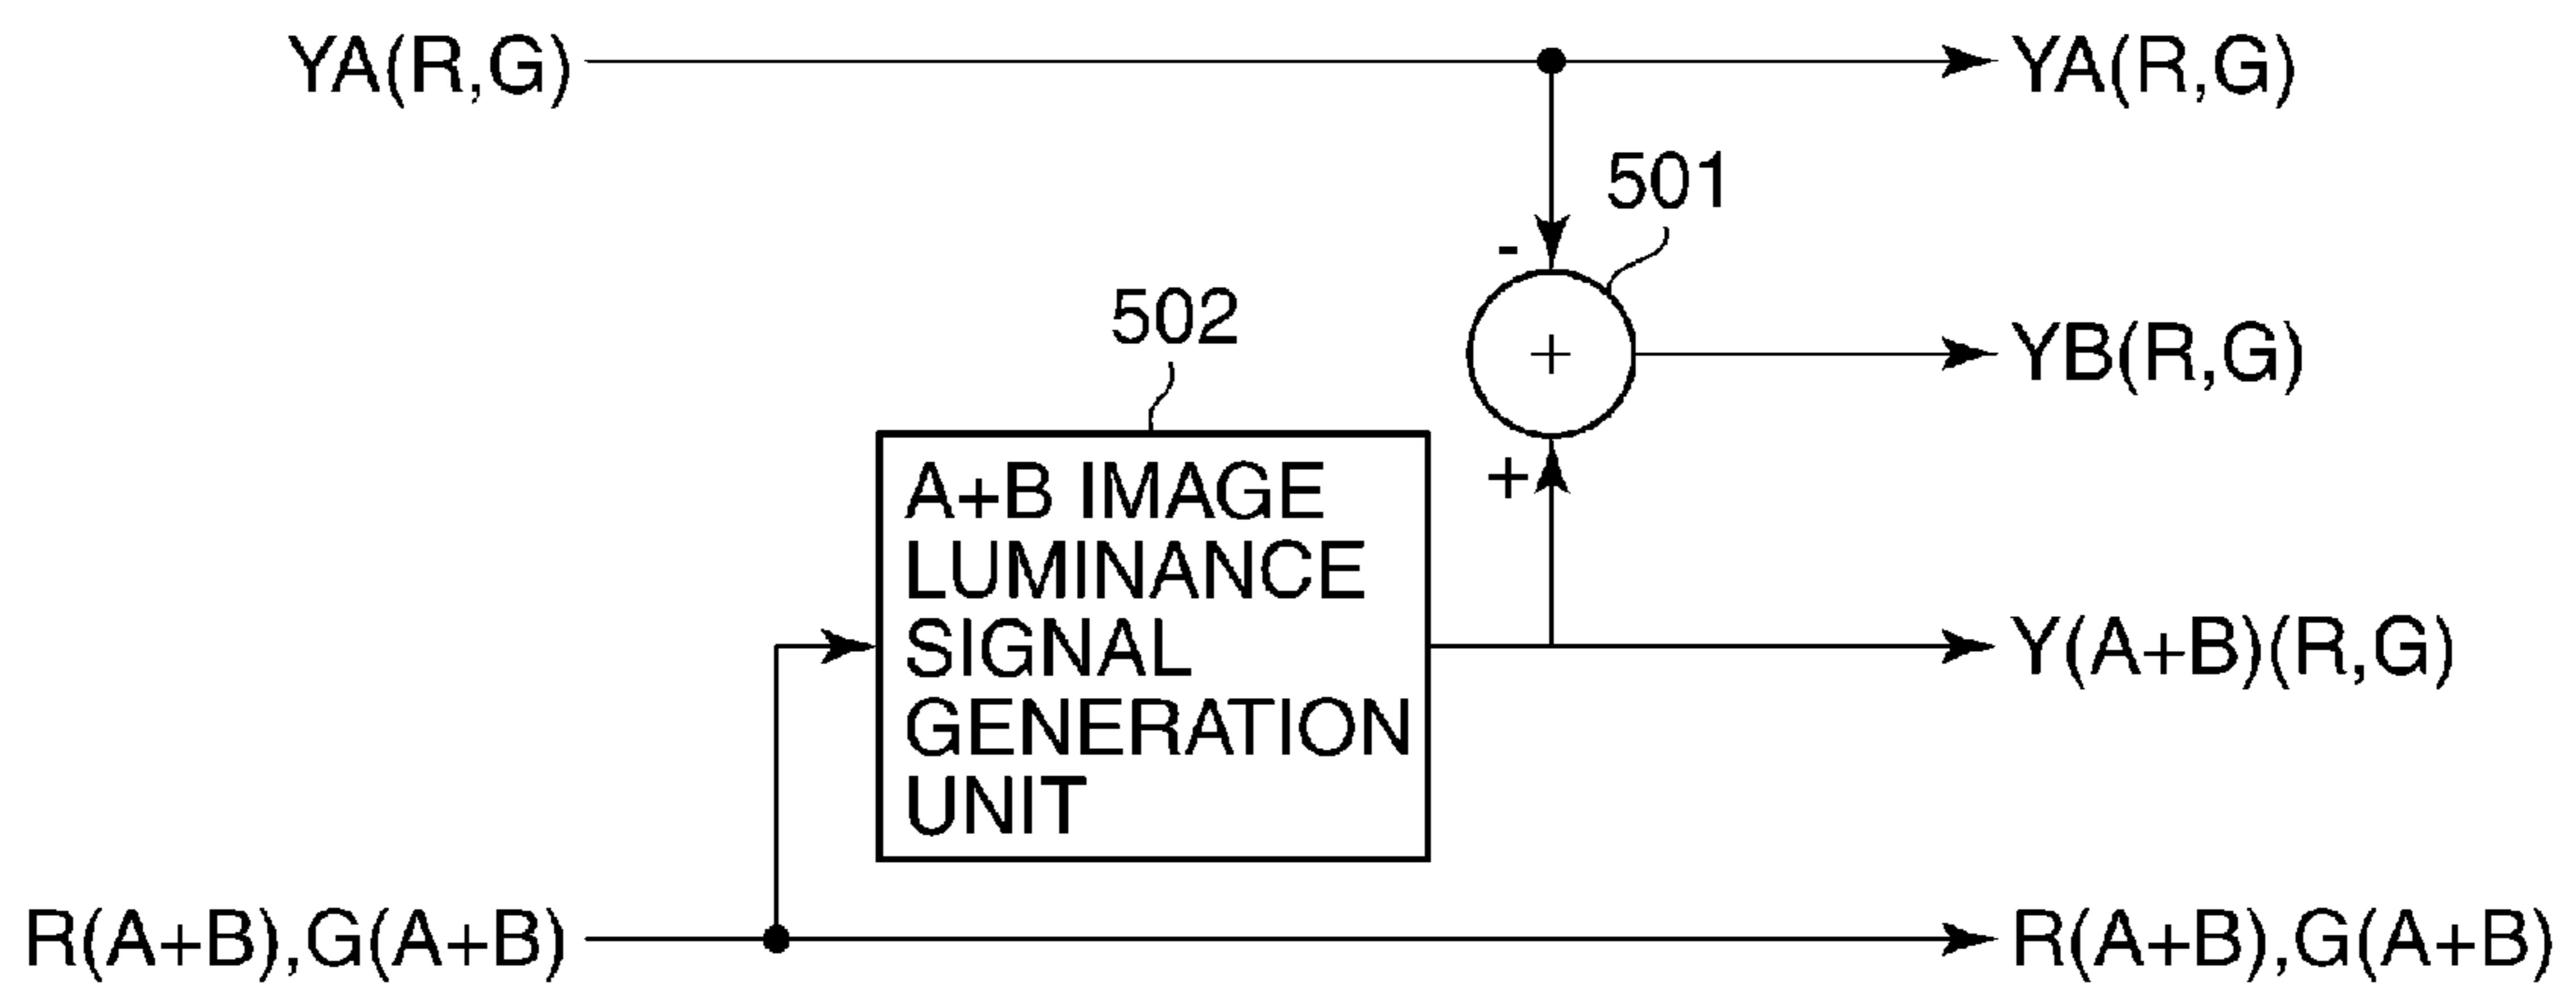 YA(R,G)
YA(R,G)
501
-
502
+
YB(R,G)
+
A+B IMAGE
LUMINANCE
SIGNAL
GENERATION
UNIT
Y(A+B)(R,G)
R(A+B),G(A+B)
R(A+B),G(A+B)